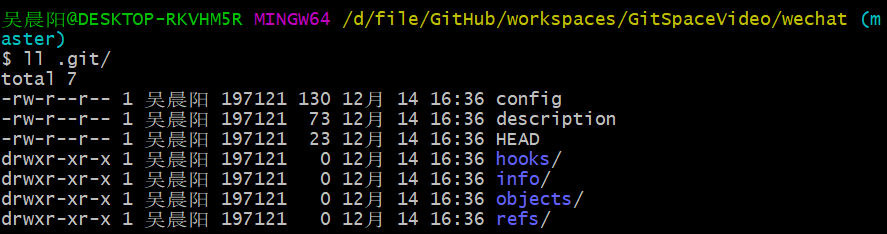 吴晨阳@DESKTOP-RKVHM5R MINGW64 /d/file/GitHub/workspaces/GitSpaceVideo/wechat (m
aster)
$ ll .git/
total 7
-rw-r--r-- 1 吴晨阳 197121 130 12月 14 16:36 config
-rw-r--r-- 1 吴晨阳 197121  73 12月 14 16:36 description
-rw-r--r-- 1 吴晨阳 197121  23 12月 14 16:36 HEAD
drwxr-xr-x 1 吴晨阳 197121   0 12月 14 16:36 hooks/
drwxr-xr-x 1 吴晨阳 197121   0 12月 14 16:36 info/
drwxr-xr-x 1 吴晨阳 197121   0 12月 14 16:36 objects/
drwxr-xr-x 1 吴晨阳 197121   0 12月 14 16:36 refs/